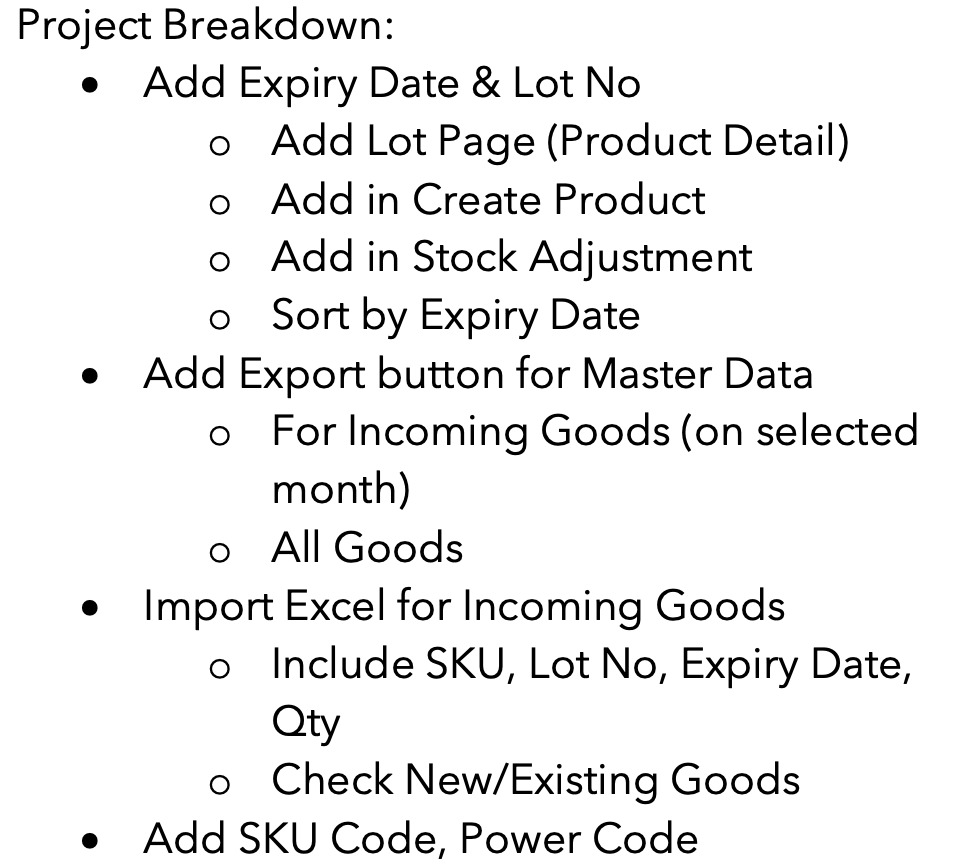 Project Breakdown:
• Add Expiry Date & Lot No
o Add Lot Page (Product Detail)
o Add in Create Product
o Add in Stock Adjustment
o Sort by Expiry Date
• Add Export button for Master Data
o For Incoming Goods (on selected
month)
o All Goods
• Import Excel for Incoming Goods
o Include SKU, Lot No, Expiry Date,
Qty
o Check New/Existing Goods
• Add SKU Code, Power Code